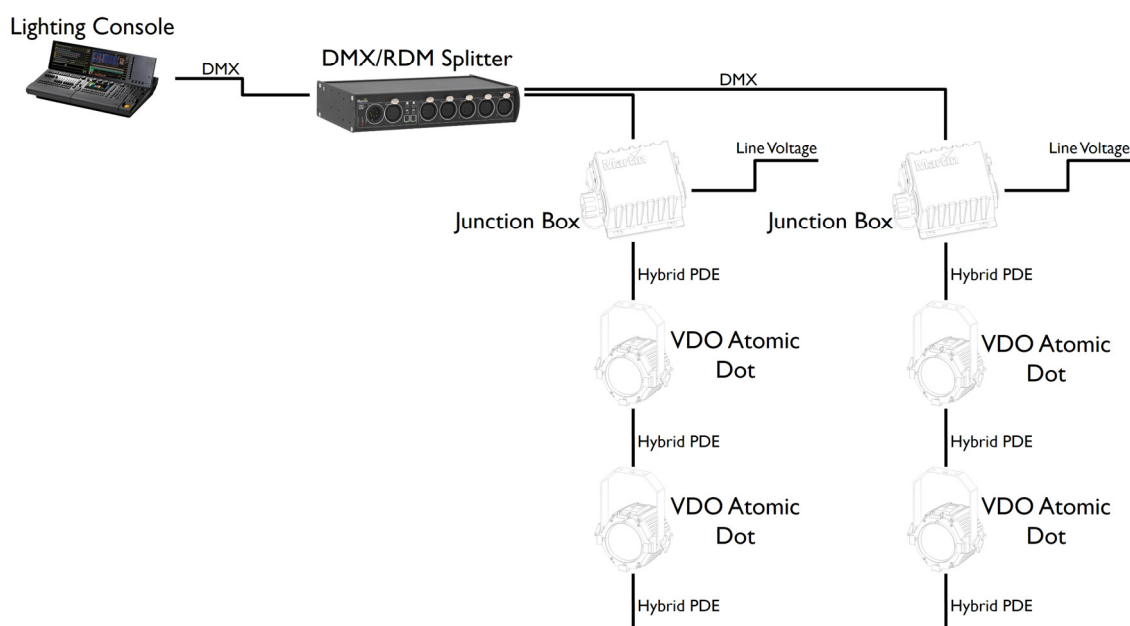 Lighting Console
DMX
DMX/RDM Splitter
DMX
Martin
Line Voltage
Martin
Line Voltage
Junction Box
Junction Box
Hybrid PDE
Hybrid PDE
VDO Atomic
Dot
VDO Atomic
Dot
Hybrid PDE
Hybrid PDE
VDO Atomic
Dot
VDO Atomic
Dot
Hybrid PDE
Hybrid PDE